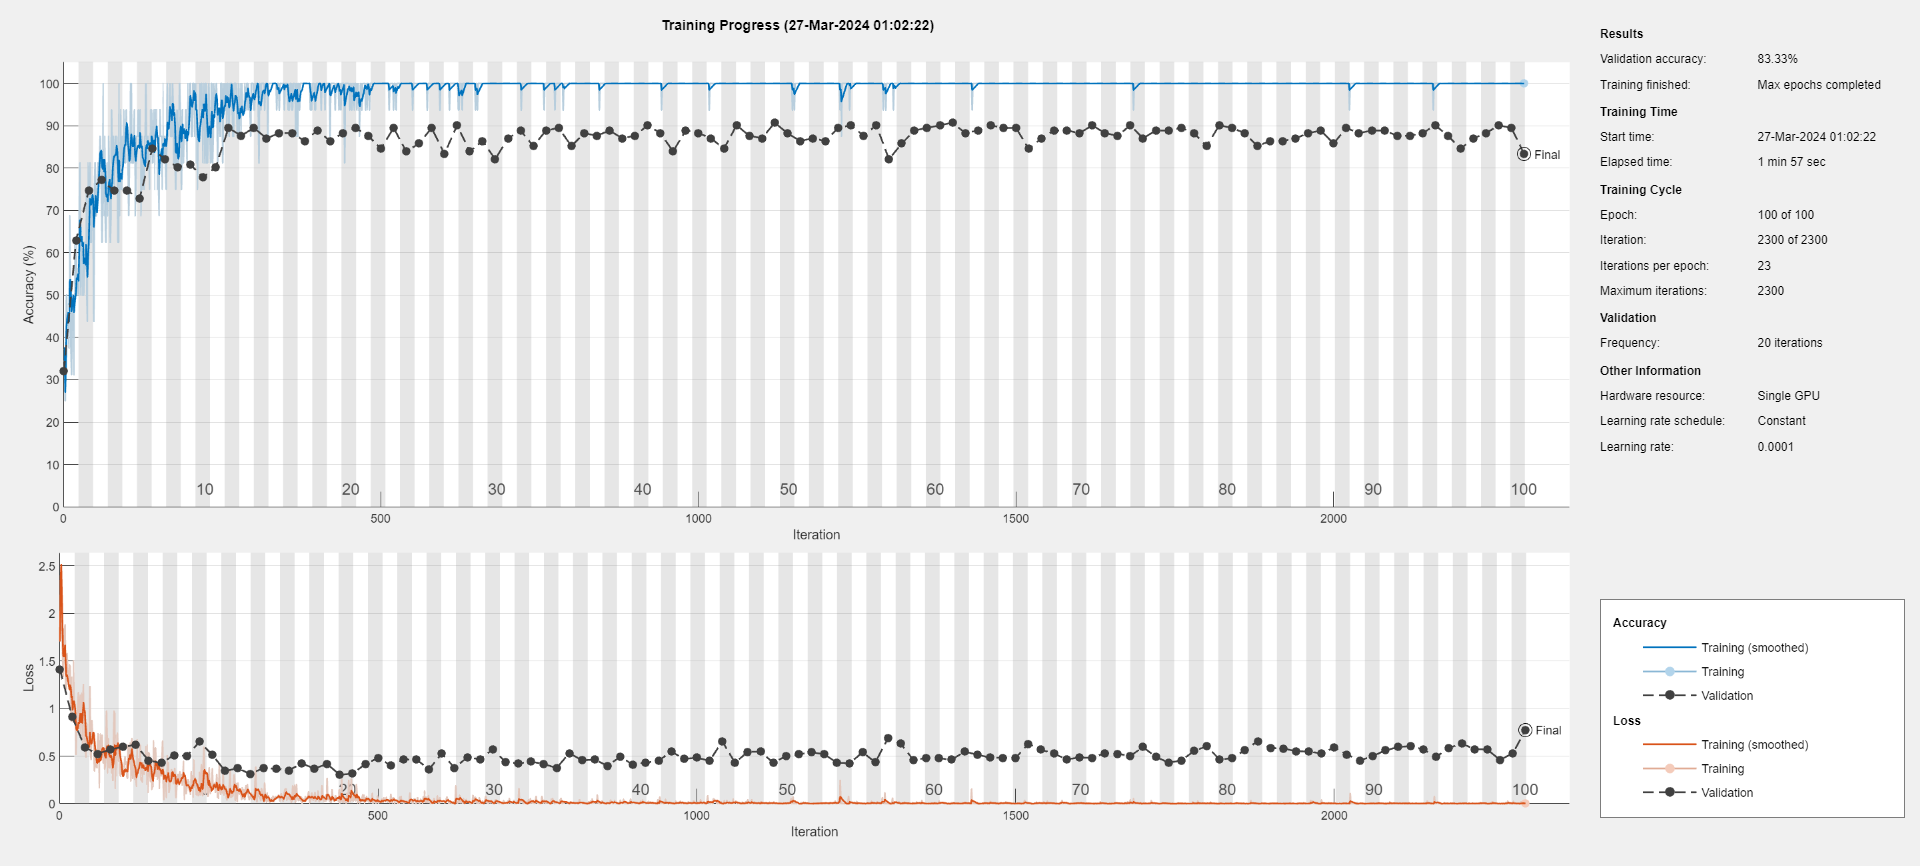 Training Progress (27-Mar-2024 01:02:22)
100
90
80
70
60
50
40
30
20
10
0
Accuracy (%)
Final
10 20 30 40 50 60 70 80 90 100
0 500 1000 1500 2000
Iteration
2.5
2
1.5
1
0.5
0
Loss
Final
20 30 40 50 60 70 80 90 100
0 500 1000 1500 2000
Iteration
Results
Validation accuracy: 83.33%
Training finished: Max epochs completed
Training Time
Start time: 27-Mar-2024 01:02:22
Elapsed time: 1 min 57 sec
Training Cycle
Epoch: 100 of 100
Iteration: 2300 of 2300
Iterations per epoch: 23
Maximum iterations: 2300
Validation
Frequency: 20 iterations
Other Information
Hardware resource: Single GPU
Learning rate schedule: Constant
Learning rate: 0.0001
Accuracy
Training (smoothed)
Training
Validation
Loss
Training (smoothed)
Training
Validation